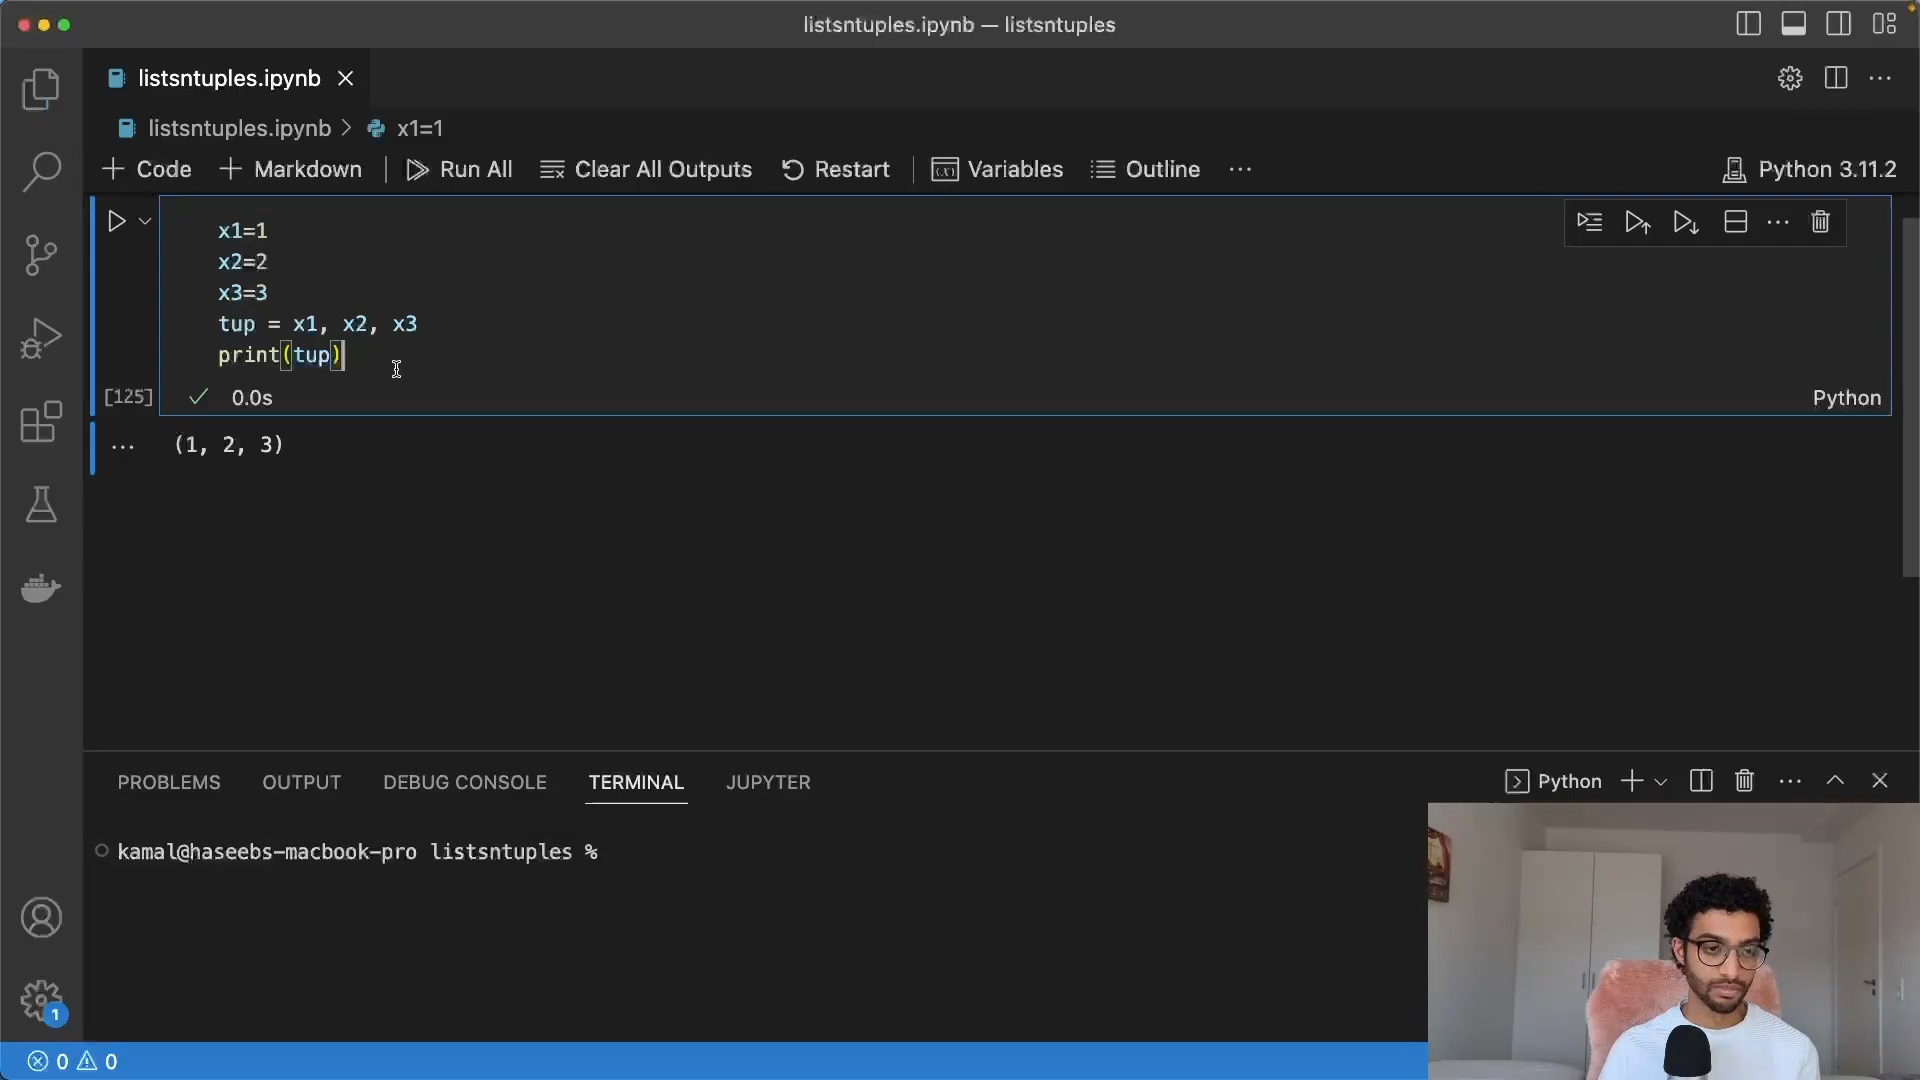 listsntuples.ipynb — listsntuples
listsntuples.ipynb
listsntuples.ipynb > x1=1
Code Markdown Run All Clear All Outputs Restart Variables Outline ... Python 3.11.2
x1=1
x2=2
x3=3
tup = x1, x2, x3
print(tup)
[125] 0.0s Python
... (1, 2, 3)
PROBLEMS OUTPUT DEBUG CONSOLE TERMINAL JUPYTER Python
kamal@haseebs-macbook-pro listsntuples %
1
0 0